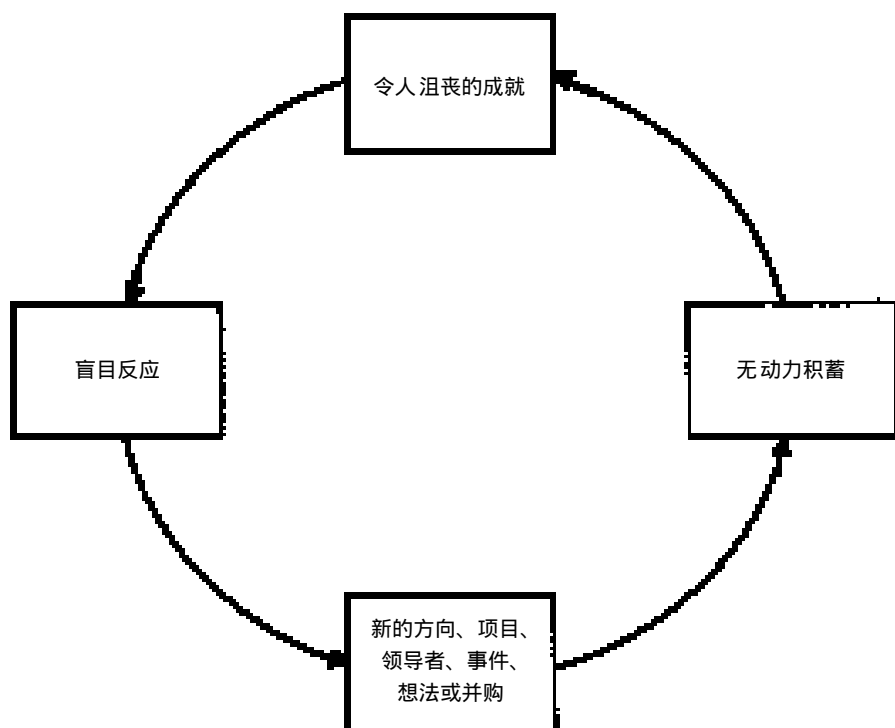 令人沮丧的成就
盲目反应
无动力积蓄
新的方向、项目、
领导者、事件、
想法或并购